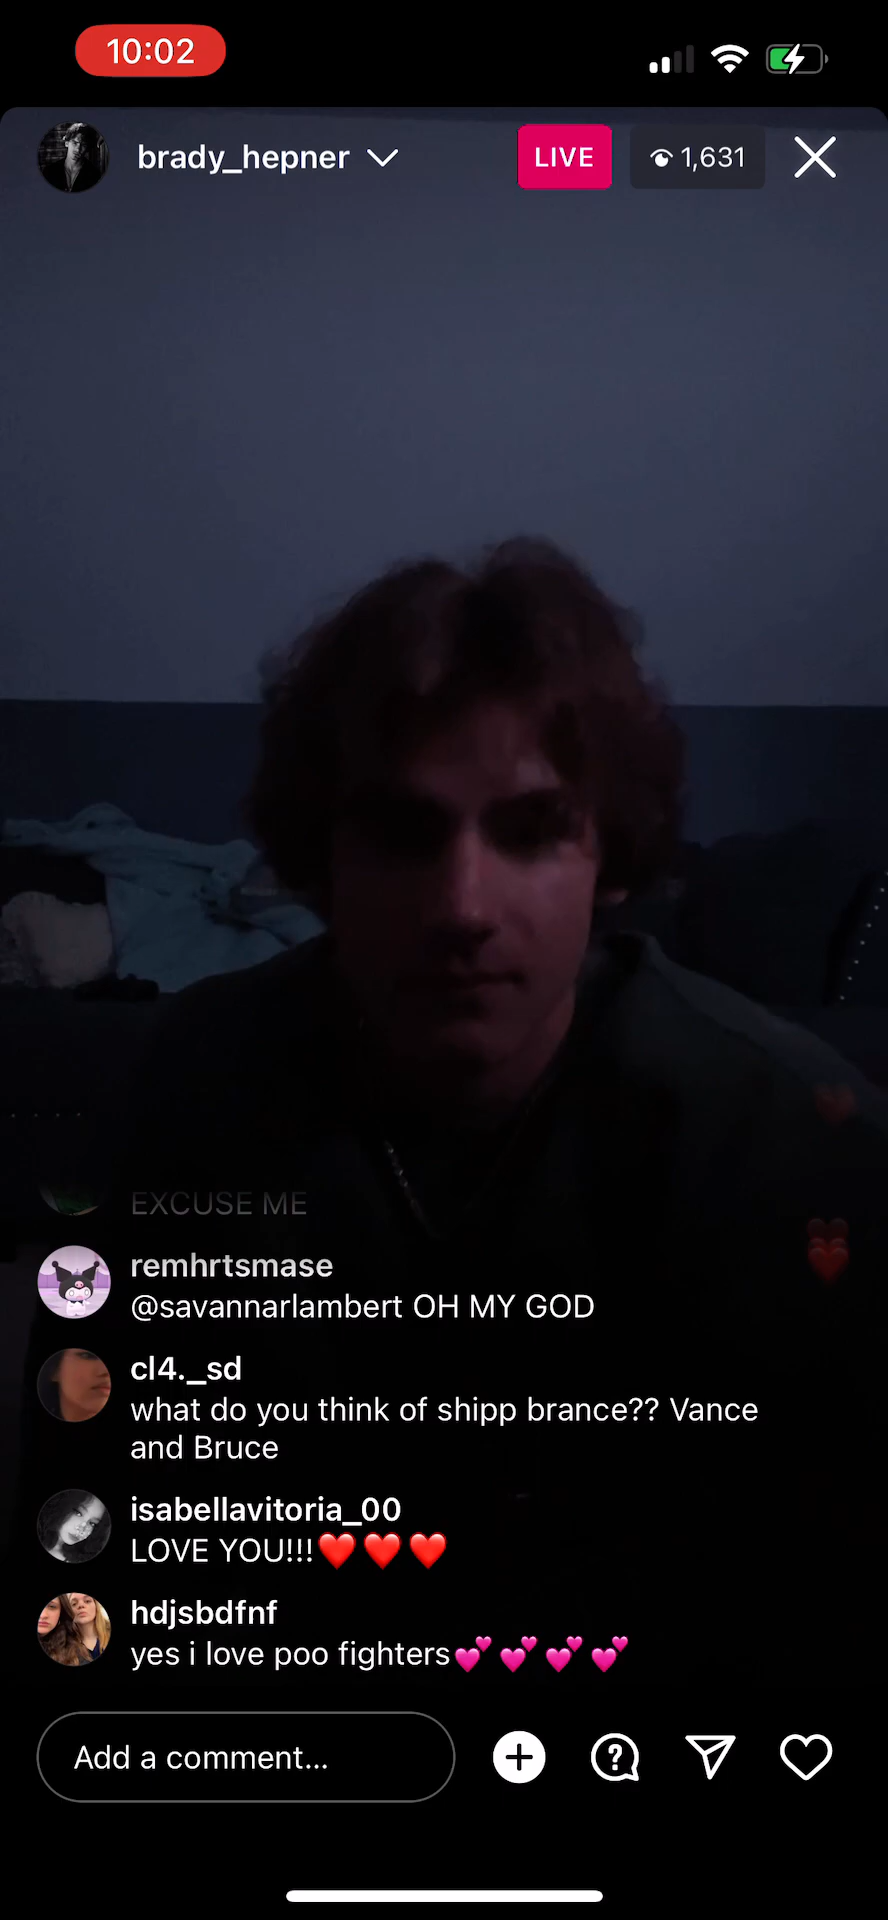 10:02
brady_hepner
LIVE
1,631
EXCUSE ME
remhrtsmase
@savannarlambert OH MY GOD
cl4._sd
what do you think of shipp brance?? Vance
and Bruce
isabellavitoria_00
LOVE YOU!!!❤️❤️❤️
hdjsbdfnf
yes i love poo fighters💕💕💕💕
Add a comment...